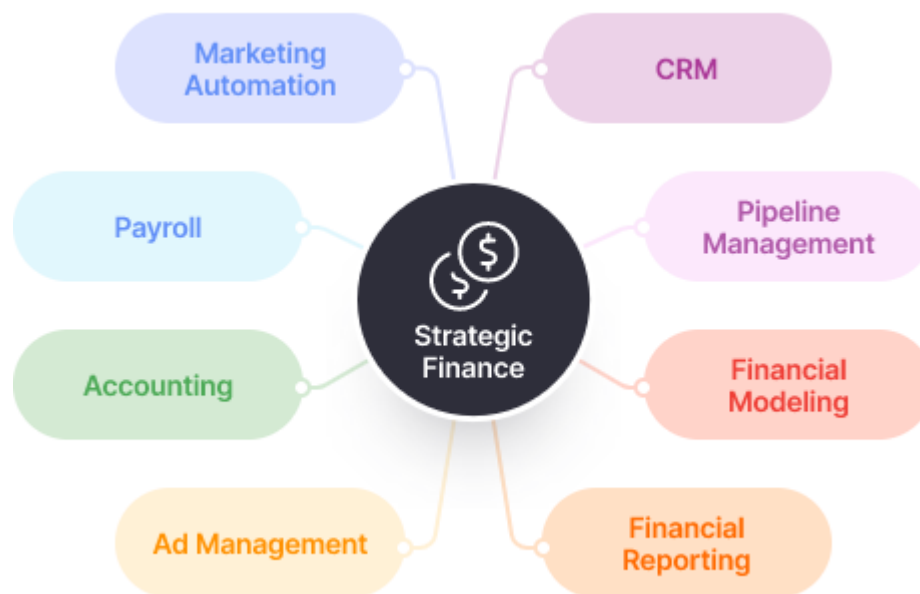 Marketing
Automation
CRM
Payroll
Pipeline
Management
Strategic
Finance
Accounting
Financial
Modeling
Ad Management
Financial
Reporting